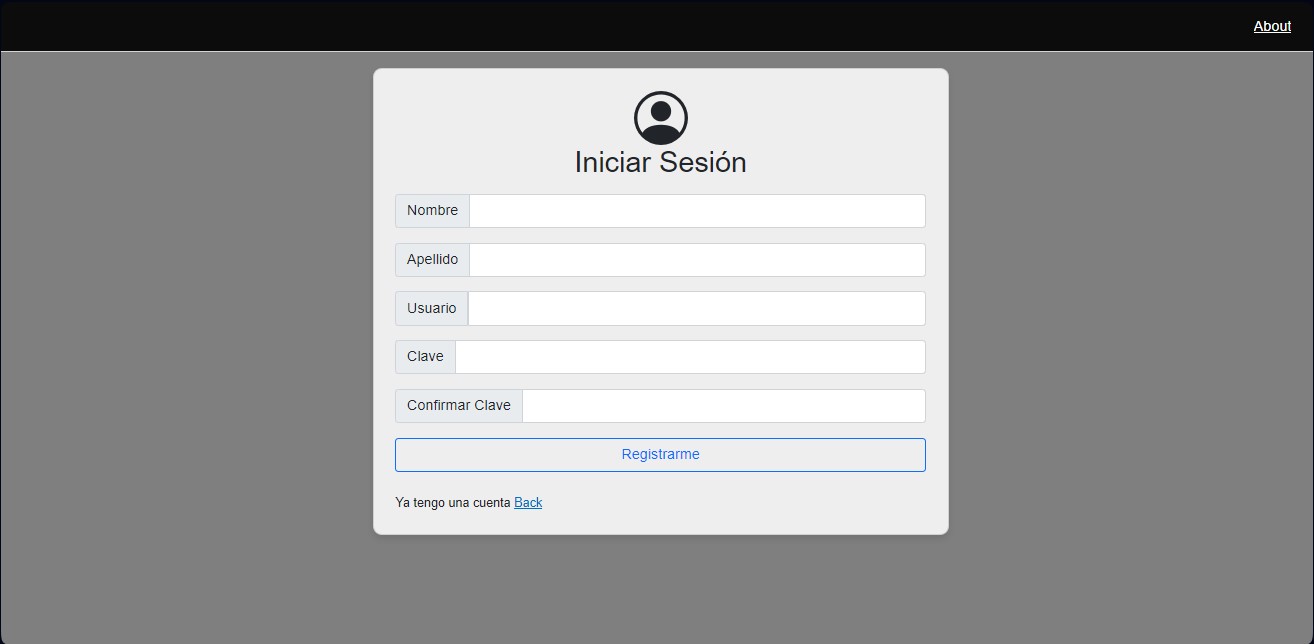 About
Iniciar Sesión
Nombre
Apellido
Usuario
Clave
Confirmar Clave
Registrarme
Ya tengo una cuenta Back